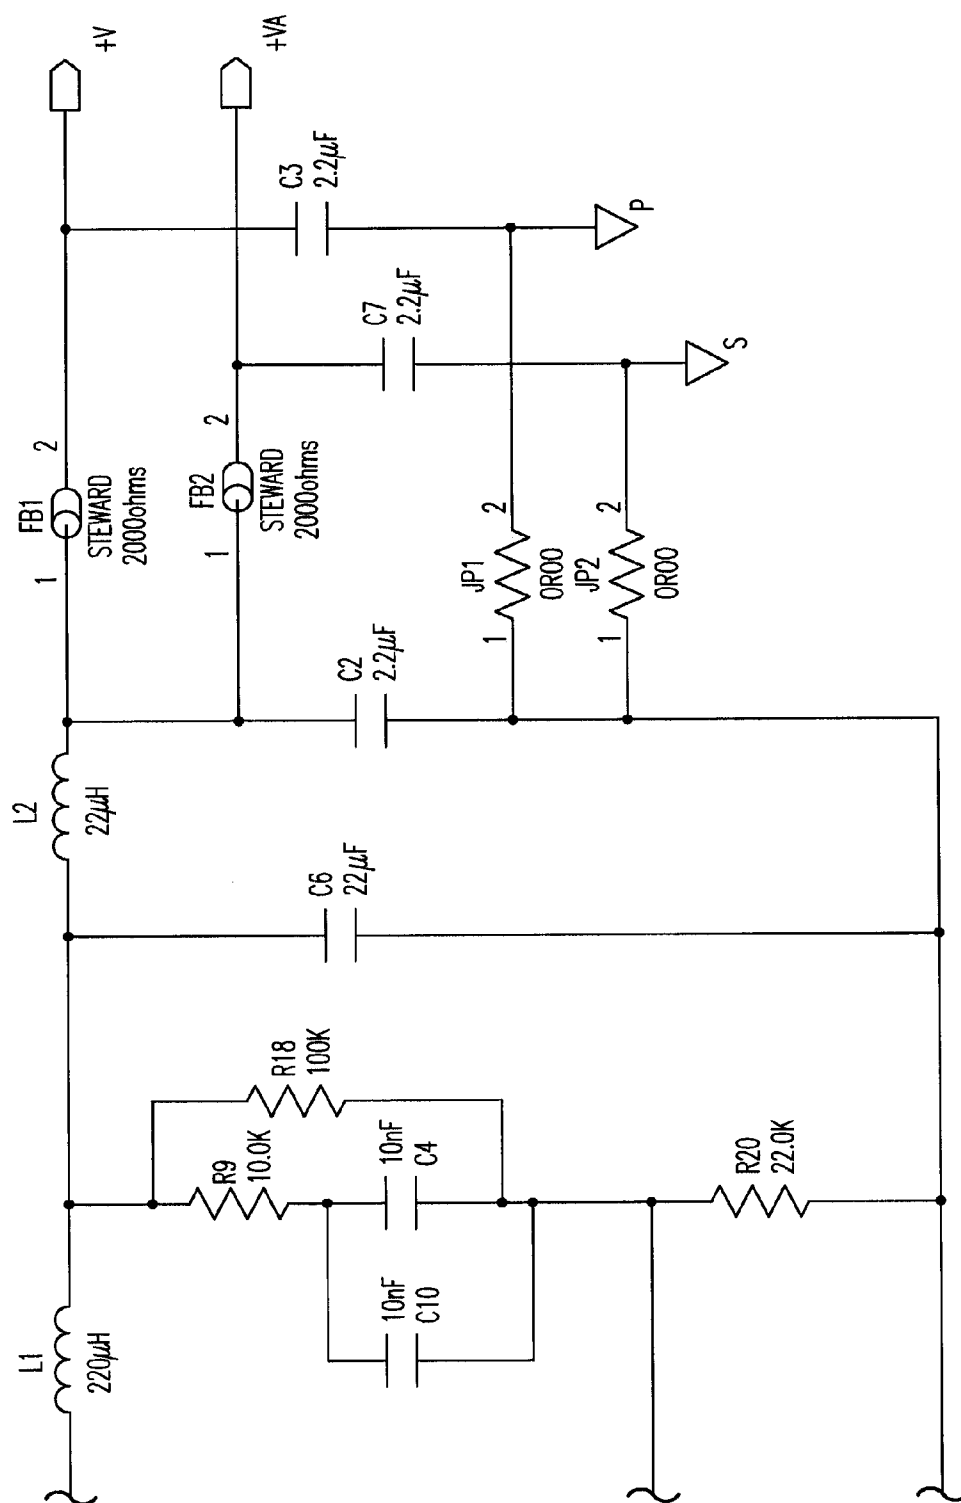 L1
220µH
L2
22µH
1
FB1
STEWARD
2000ohms
2
+V
1
FB2
STEWARD
2000ohms
2
+VA
C10
10nF
R9
10.0K
10nF
C4
R18
100K
R20
22.0K
C6
22µF
C2
2.2µF
1
JP1
0R00
2
1
JP2
0R00
2
C7
2.2µF
C3
2.2µF
P
S